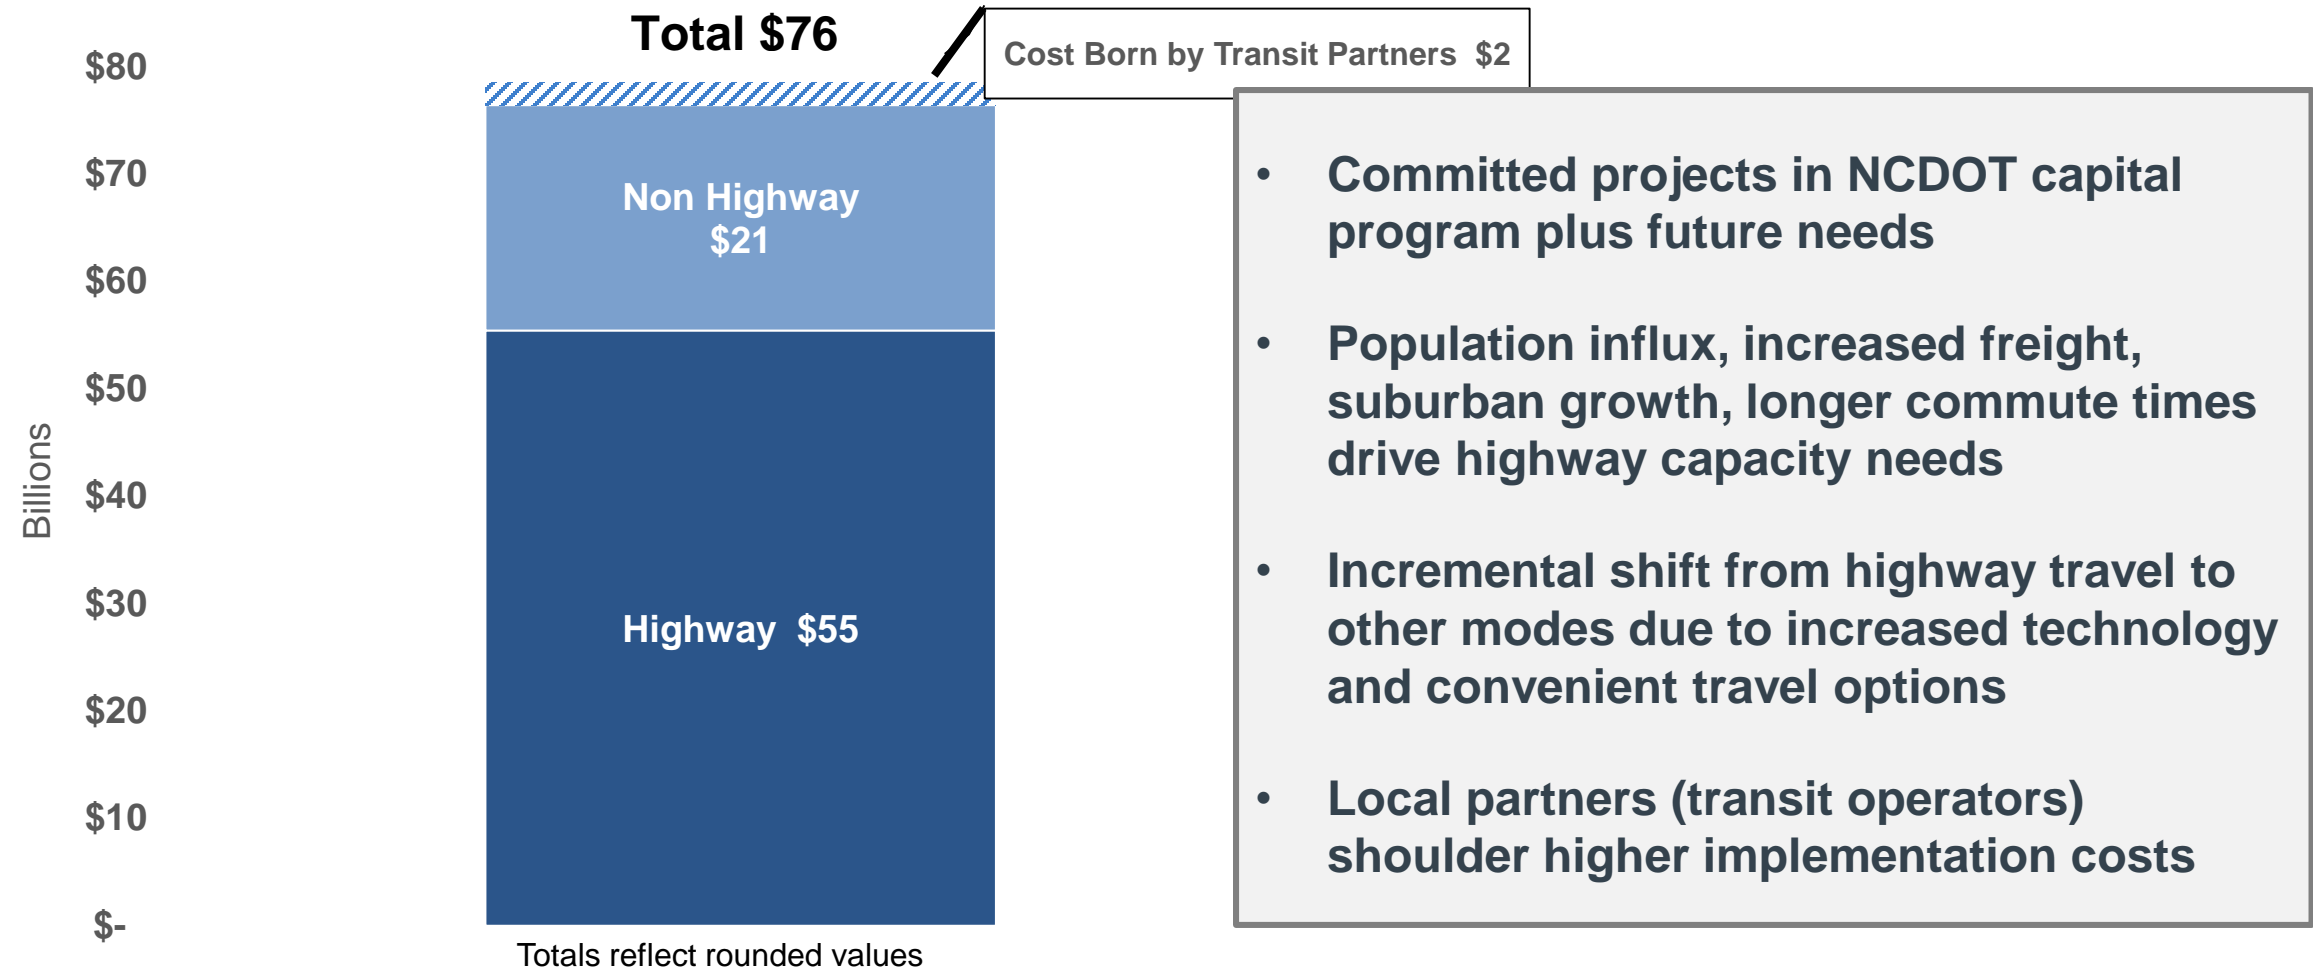 Total $76
Cost Born by Transit Partners $2
$80
$70
$60
$50
$40
$30
$20
$10
$-
Billions
Non Highway
$21
Highway $55
Totals reflect rounded values
• Committed projects in NCDOT capital
program plus future needs
• Population influx, increased freight,
suburban growth, longer commute times
drive highway capacity needs
• Incremental shift from highway travel to
other modes due to increased technology
and convenient travel options
• Local partners (transit operators)
shoulder higher implementation costs